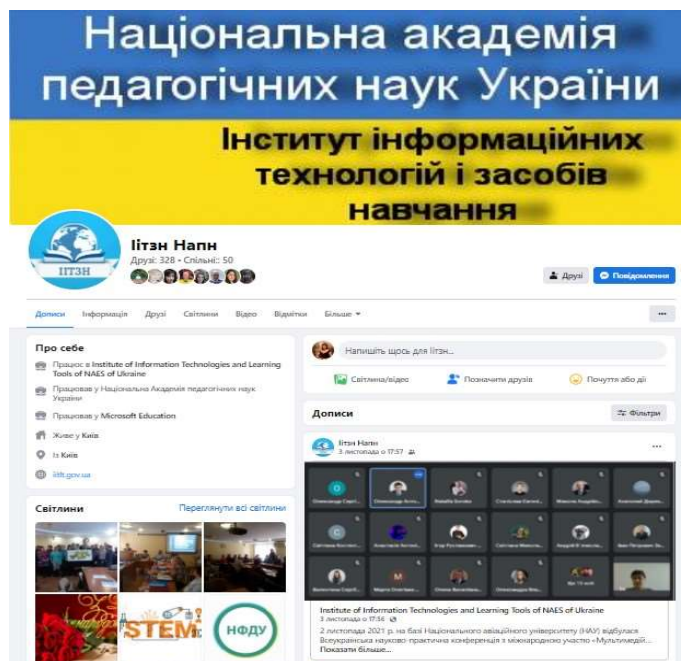 Національна академія
педагогічних наук України
Інститут інформаційних
технологій і засобів
навчання
ІІТЗН
Іітзн Напн
Друзі: 328 • Спільні: 50
Друзі
Повідомлення
Дописи Інформація Друзі Світлини Відео Відмітки Більше
Про себе
Працює в Institute of Information Technologies and Learning
Tools of NAES of Ukraine
Працював у Національна Академія педагогічних наук
України
Працював у Microsoft Education
Живе у Київ
Із Київ
iitlt.gov.ua
Світлини
Переглянути всі світлини
STEM
НФДУ
Напишіть щось для Іітзн...
Світлина/відео
Позначити друзів
Почуття або дії
Дописи
Фільтри
Іітзн Напн
3 листопада о 17:57
Institute of Information Technologies and Learning Tools of NAES of Ukraine
3 листопада о 17:56
2 листопада 2021 р. на базі Національного авіаційного університету (НАУ) відбулася
Всеукраїнська науково-практична конференція з міжнародною участю «Мультимедій...
Показати більше...